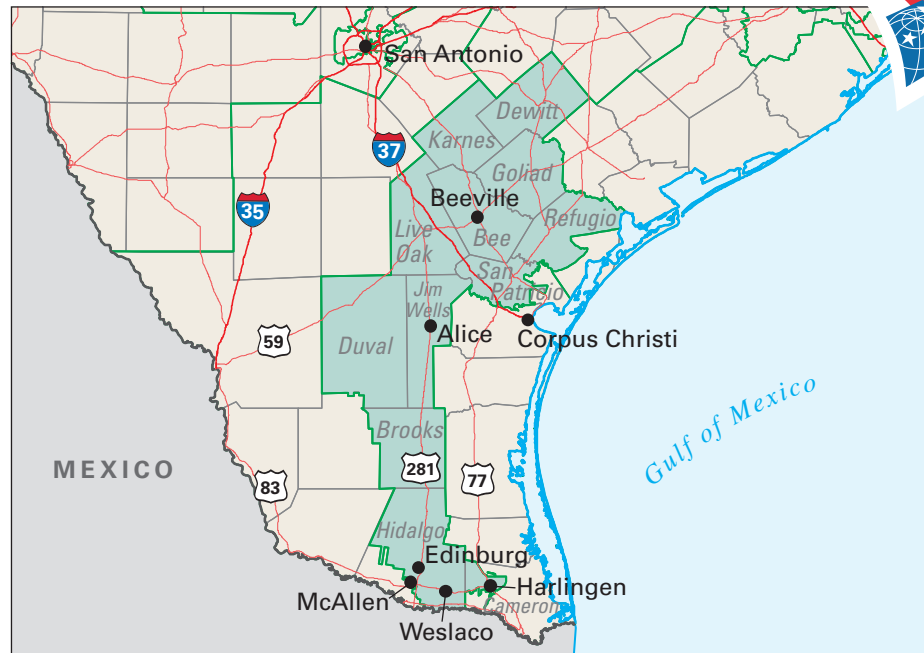 San Antonio
Dewitt
Karnes
37
Goliad
Beeville
35
Refugio
Live
Oak
Bee
San
Patricio
Jim
Wells
59
Duval
Alice
Corpus Christi
Gulf of Mexico
Brooks
MEXICO
281
77
83
Hidalgo
Edinburg
McAllen
Harlingen
Cameron
Weslaco